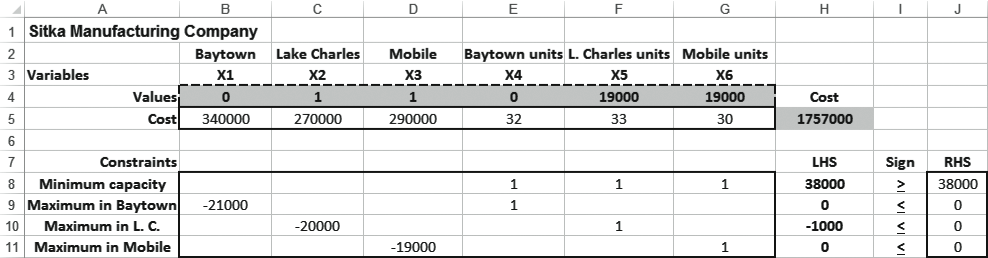 A B C D E F G H I J
1 Sitka Manufacturing Company
2 Baytown Lake Charles Mobile Baytown units L. Charles units Mobile units
3 Variables X1 X2 X3 X4 X5 X6
4 Values 0 1 1 0 19000 19000 Cost
5 Cost 340000 270000 290000 32 33 30 1757000
6
7 Constraints LHS Sign RHS
8 Minimum capacity 1 1 1 38000 ≥ 38000
9 Maximum in Baytown -21000 1 0 ≤ 0
10 Maximum in L. C. -20000 1 -1000 ≤ 0
11 Maximum in Mobile -19000 1 0 ≤ 0